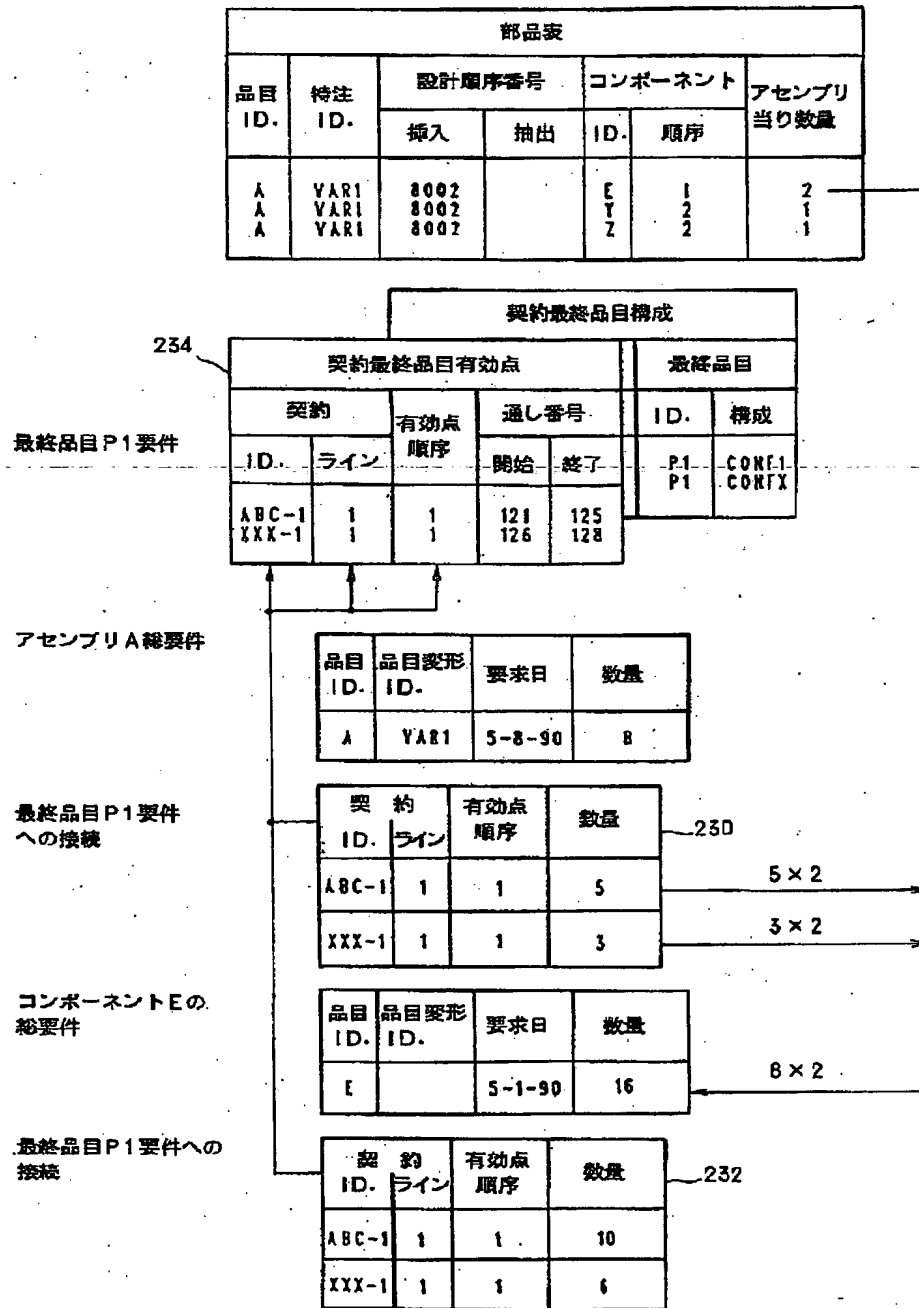 部品表
品目 ID. 特注 ID. 設計順序番号 コンポーネント アセンブリ当り数量
挿入 抽出 ID. 順序
A VAR1 8002 E 1 2
A VAR1 8002 Y 2 1
A VAR1 8002 Z 2 1
契約最終品目構成
234
契約最終品目有効点 最終品目
最終品目P1要件
契約 有効点順序 通し番号 ID. 構成
ID. ライン 開始 終了
P1 CONF1
P1 CONFX
ABC-1 1 1 121 125
XXX-1 1 1 126 128
アセンブリA総要件
品目 ID. 品目変形 ID. 要求日 数量
A VAR1 5-8-90 8
最終品目P1要件
への接続
契約 有効点順序 数量
ID. ライン
230
ABC-1 1 1 5
5×2
XXX-1 1 1 3
3×2
コンポーネントEの
総要件
品目 ID. 品目変形 ID. 要求日 数量
E 5-1-90 16
8×2
最終品目P1要件への
接続
契約 有効点順序 数量
ID. ライン
232
ABC-1 1 1 10
XXX-1 1 1 6